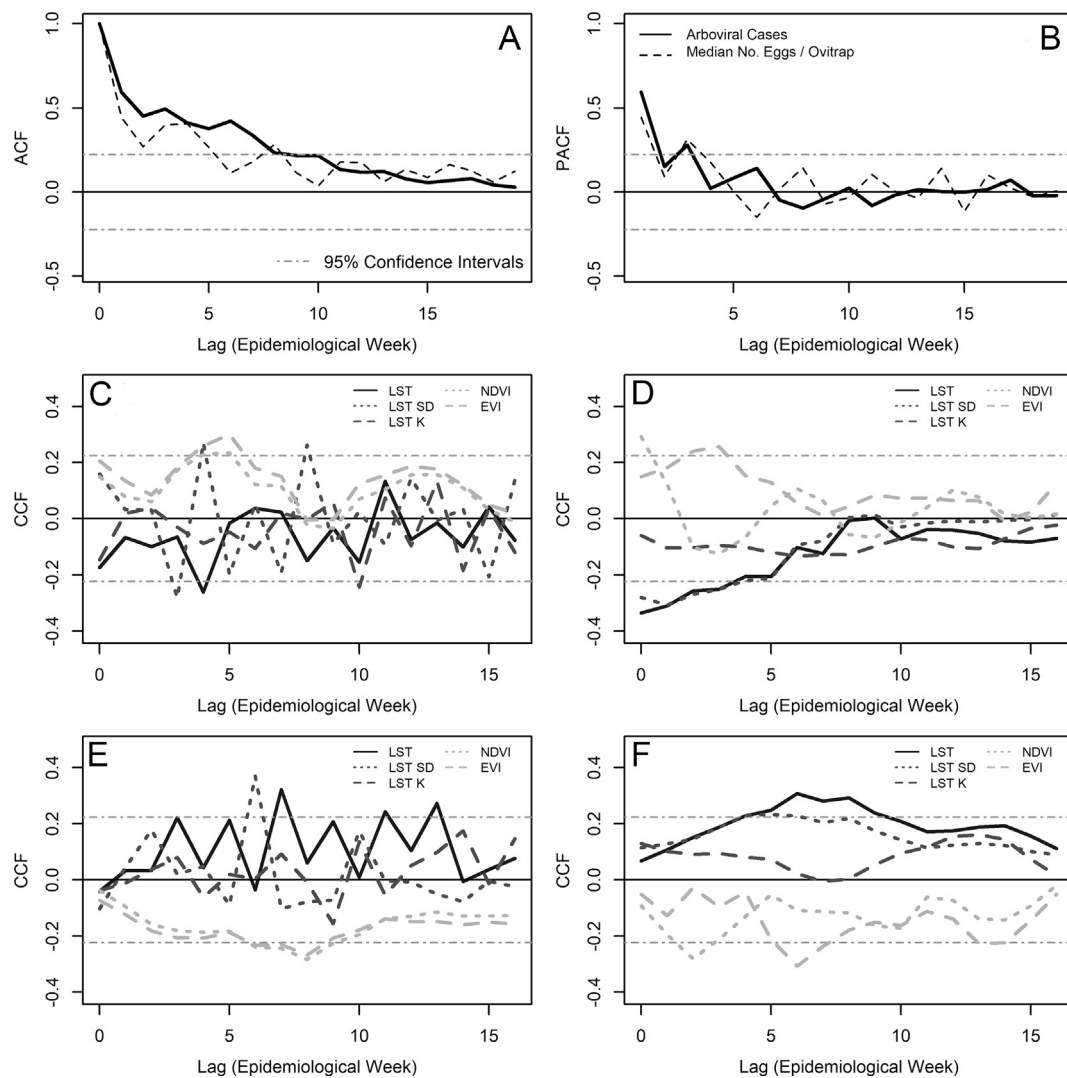 A
ACF
1.0
0.5
0.0
-0.5
95% Confidence Intervals
0 5 10 15
Lag (Epidemiological Week)
B
PACF
1.0
0.5
0.0
-0.5
Arboviral Cases
Median No. Eggs / Ovitrap
5 10 15
Lag (Epidemiological Week)
C
CCF
0.4
0.2
0.0
-0.2
-0.4
LST NDVI
LST SD EVI
LST K
0 5 10 15
Lag (Epidemiological Week)
D
CCF
0.4
0.2
0.0
-0.2
-0.4
LST NDVI
LST SD EVI
LST K
0 5 10 15
Lag (Epidemiological Week)
E
CCF
0.4
0.2
0.0
-0.2
-0.4
LST NDVI
LST SD EVI
LST K
0 5 10 15
Lag (Epidemiological Week)
F
CCF
0.4
0.2
0.0
-0.2
-0.4
LST NDVI
LST SD EVI
LST K
0 5 10 15
Lag (Epidemiological Week)